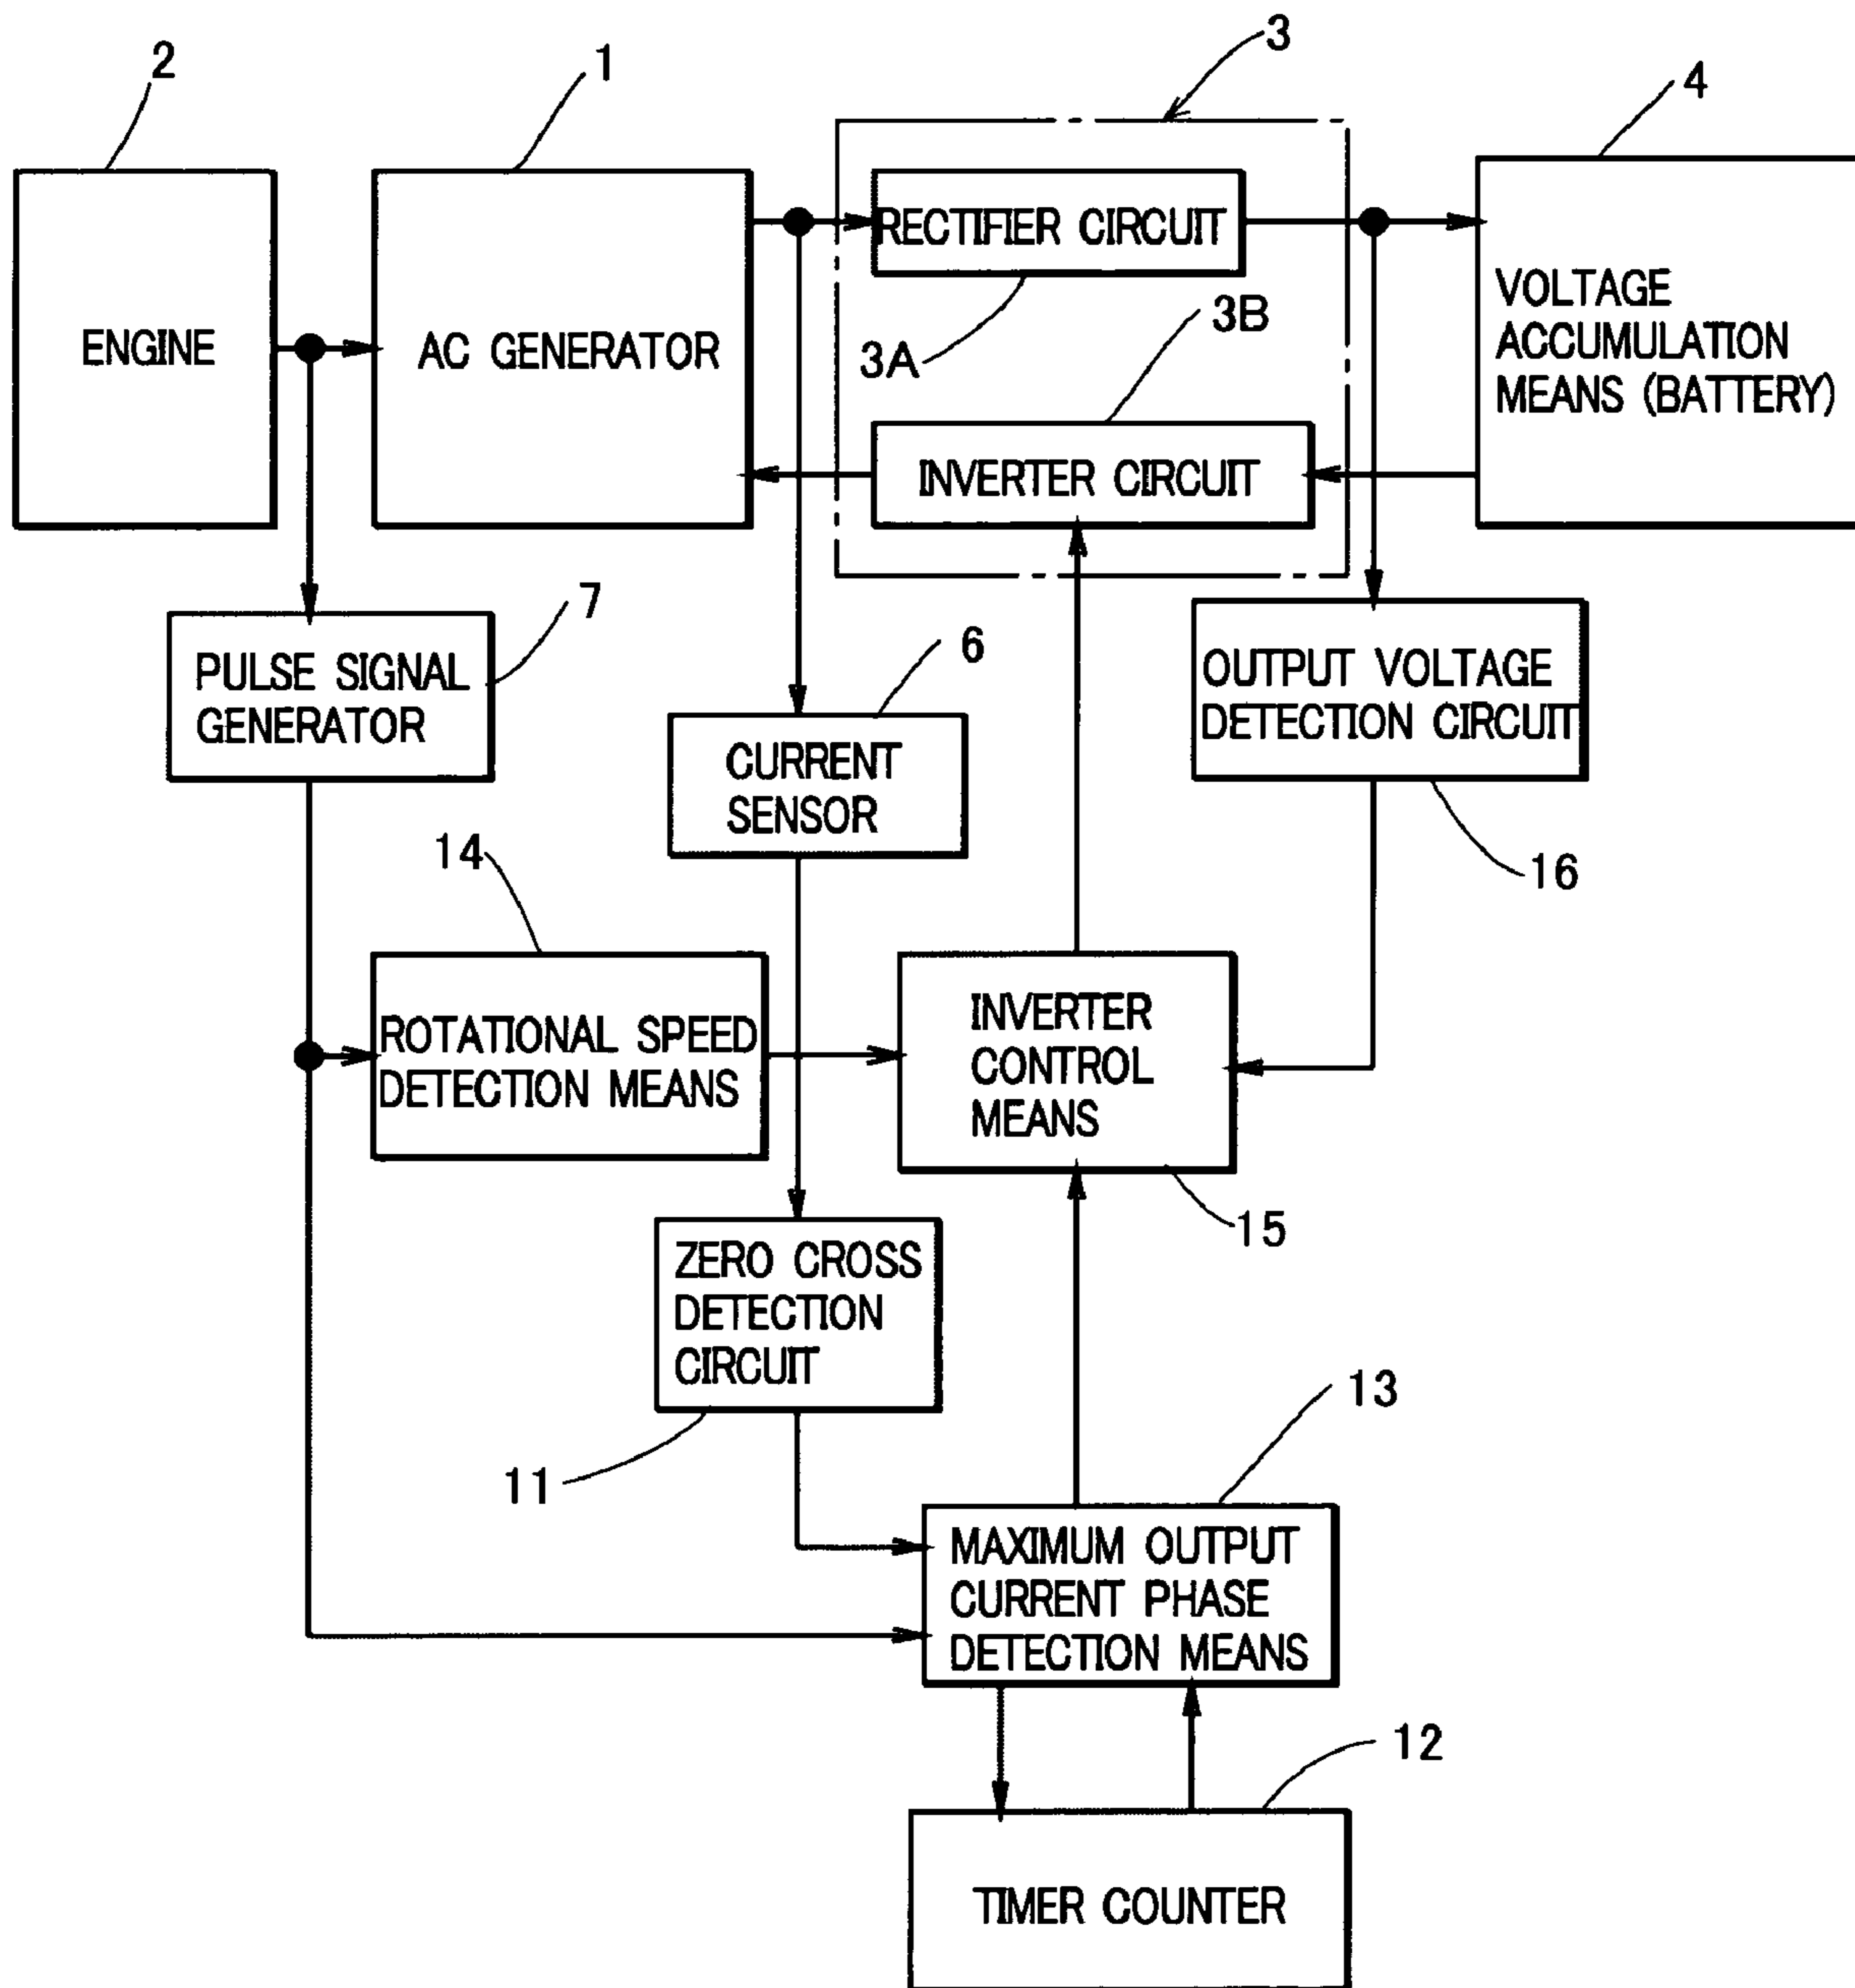 3
2
1
4
RECTIFIER CIRCUIT
ENGINE
AC GENERATOR
3A
3B
VOLTAGE
ACCUMULATION
MEANS (BATTERY)
INVERTER CIRCUIT
7
PULSE SIGNAL
GENERATOR
6
CURRENT
SENSOR
OUTPUT VOLTAGE
DETECTION CIRCUIT
16
14
ROTATIONAL SPEED
DETECTION MEANS
INVERTER
CONTROL
MEANS
15
ZERO CROSS
DETECTION
CIRCUIT
11
13
MAXIMUM OUTPUT
CURRENT PHASE
DETECTION MEANS
12
TIMER COUNTER